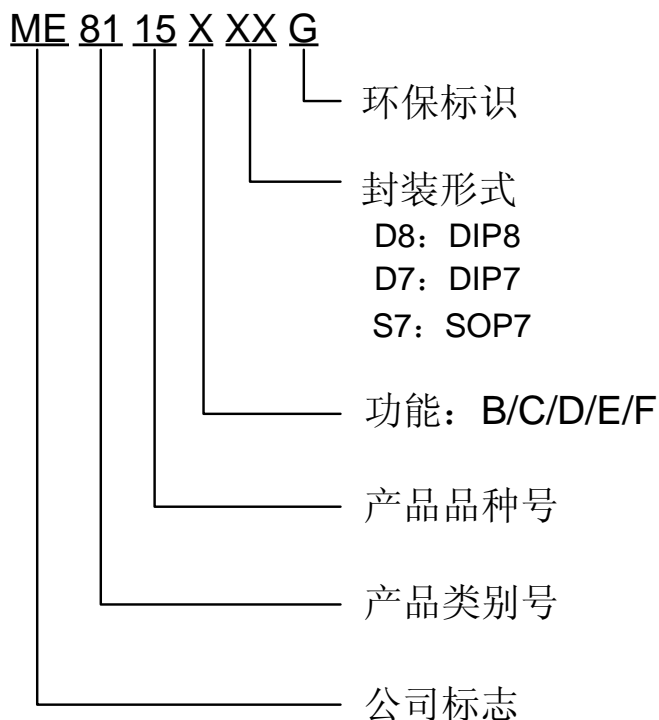 ME 81 15 X XX G
环保标识
封装形式
D8：DIP8
D7：DIP7
S7：SOP7
功能：B/C/D/E/F
产品品种号
产品类别号
公司标志